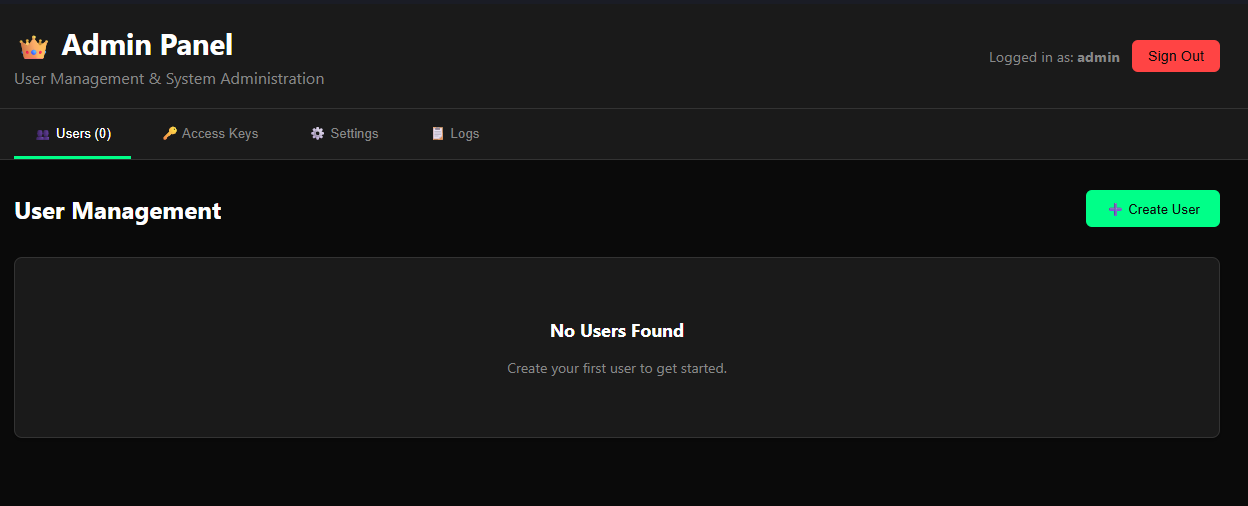 Admin Panel
User Management & System Administration
Logged in as: admin
Sign Out
Users (0)
Access Keys
Settings
Logs
User Management
Create User
No Users Found
Create your first user to get started.